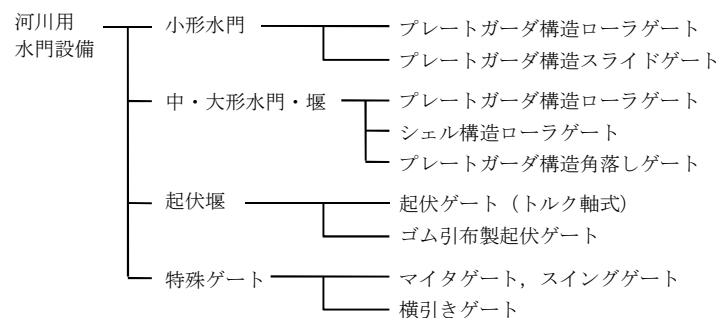 河川用
水門設備
小形水門
プレートガーダ構造ローラゲート
プレートガーダ構造スライドゲート
中・大形水門・堰
プレートガーダ構造ローラゲート
シェル構造ローラゲート
プレートガーダ構造角落しゲート
起伏堰
起伏ゲート（トルク軸式）
ゴム引布製起伏ゲート
特殊ゲート
マイタゲート，スイングゲート
横引きゲート